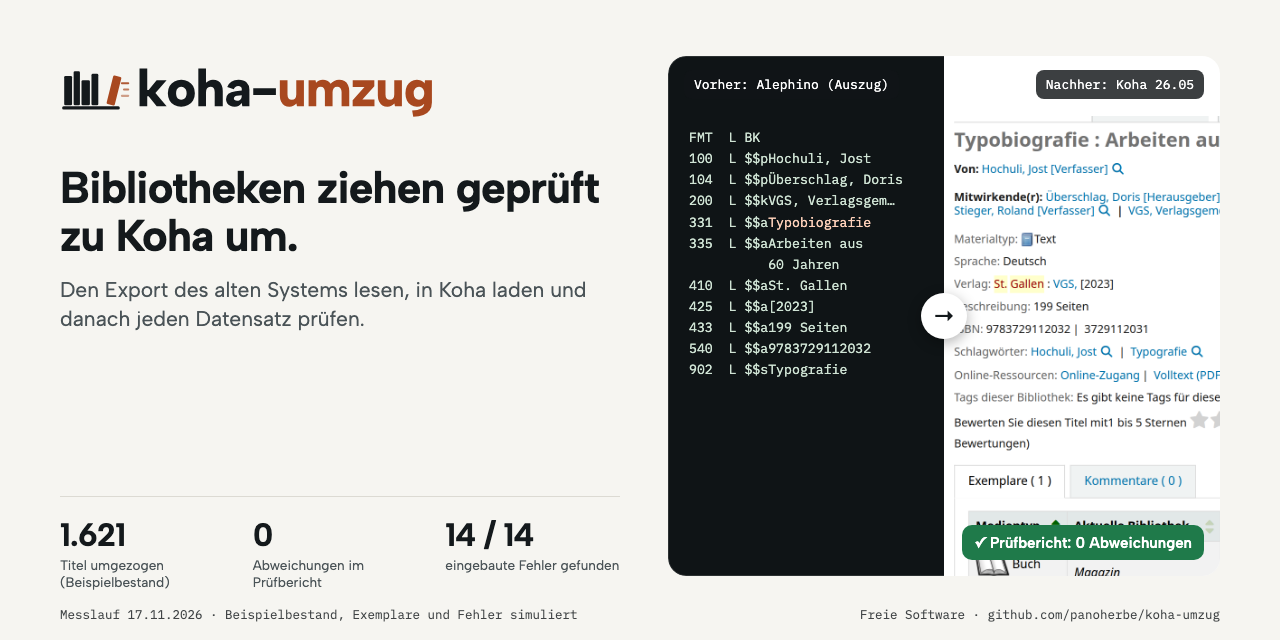 koha-umzug
Bibliotheken ziehen geprüft
zu Koha um.
Den Export des alten Systems lesen, in Koha laden und
danach jeden Datensatz prüfen.
1.621
Titel umgezogen
(Beispielbestand)
0
Abweichungen im
Prüfbericht
14 / 14
eingebaute Fehler gefunden
Messlauf 17.11.2026 · Beispielbestand, Exemplare und Fehler simuliert
Vorher: Alephino (Auszug)
FMT L BK
100 L $$pHochuli, Jost
104 L $$pÜberschlag, Doris
200 L $$kVGS, Verlagsgem…
331 L $$aTypobiografie
335 L $$aArbeiten aus
60 Jahren
410 L $$aSt. Gallen
425 L $$a[2023]
433 L $$a199 Seiten
540 L $$a9783729112032
902 L $$sTypografie
→
Nachher: Koha 26.05
Typobiografie : Arbeiten au
Von: Hochuli, Jost [Verfasser]
Mitwirkende(r): Überschlag, Doris [Herausgeber]
Stieger, Roland [Verfasser] | VGS, Verlagsgem
Materialtyp: Text
Sprache: Deutsch
Verlag: St. Gallen : VGS, [2023]
eschreibung: 199 Seiten
BN: 9783729112032 | 3729112031
Schlagwörter: Hochuli, Jost | Typografie
Online-Ressourcen: Online-Zugang | Volltext (PDF
Tags dieser Bibliothek: Es gibt keine Tags für diese
Bewerten Sie diesen Titel mit1 bis 5 Sternen
Bewertungen)
Exemplare ( 1 ) Kommentare ( 0 )
Medientyp Aktuelle Bibliothek
✓ Prüfbericht: 0 Abweichungen
Buch Magazin
Freie Software · github.com/panoherbe/koha-umzug